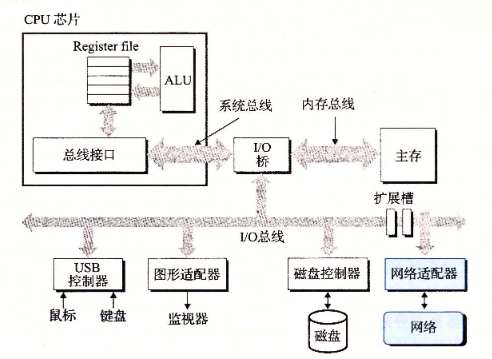 CPU 芯片
Register file
ALU
系统总线
内存总线
总线接口
I/O
桥
主存
扩展槽
I/O总线
USB
控制器
图形适配器
磁盘控制器
网络适配器
鼠标
键盘
监视器
磁盘
网络